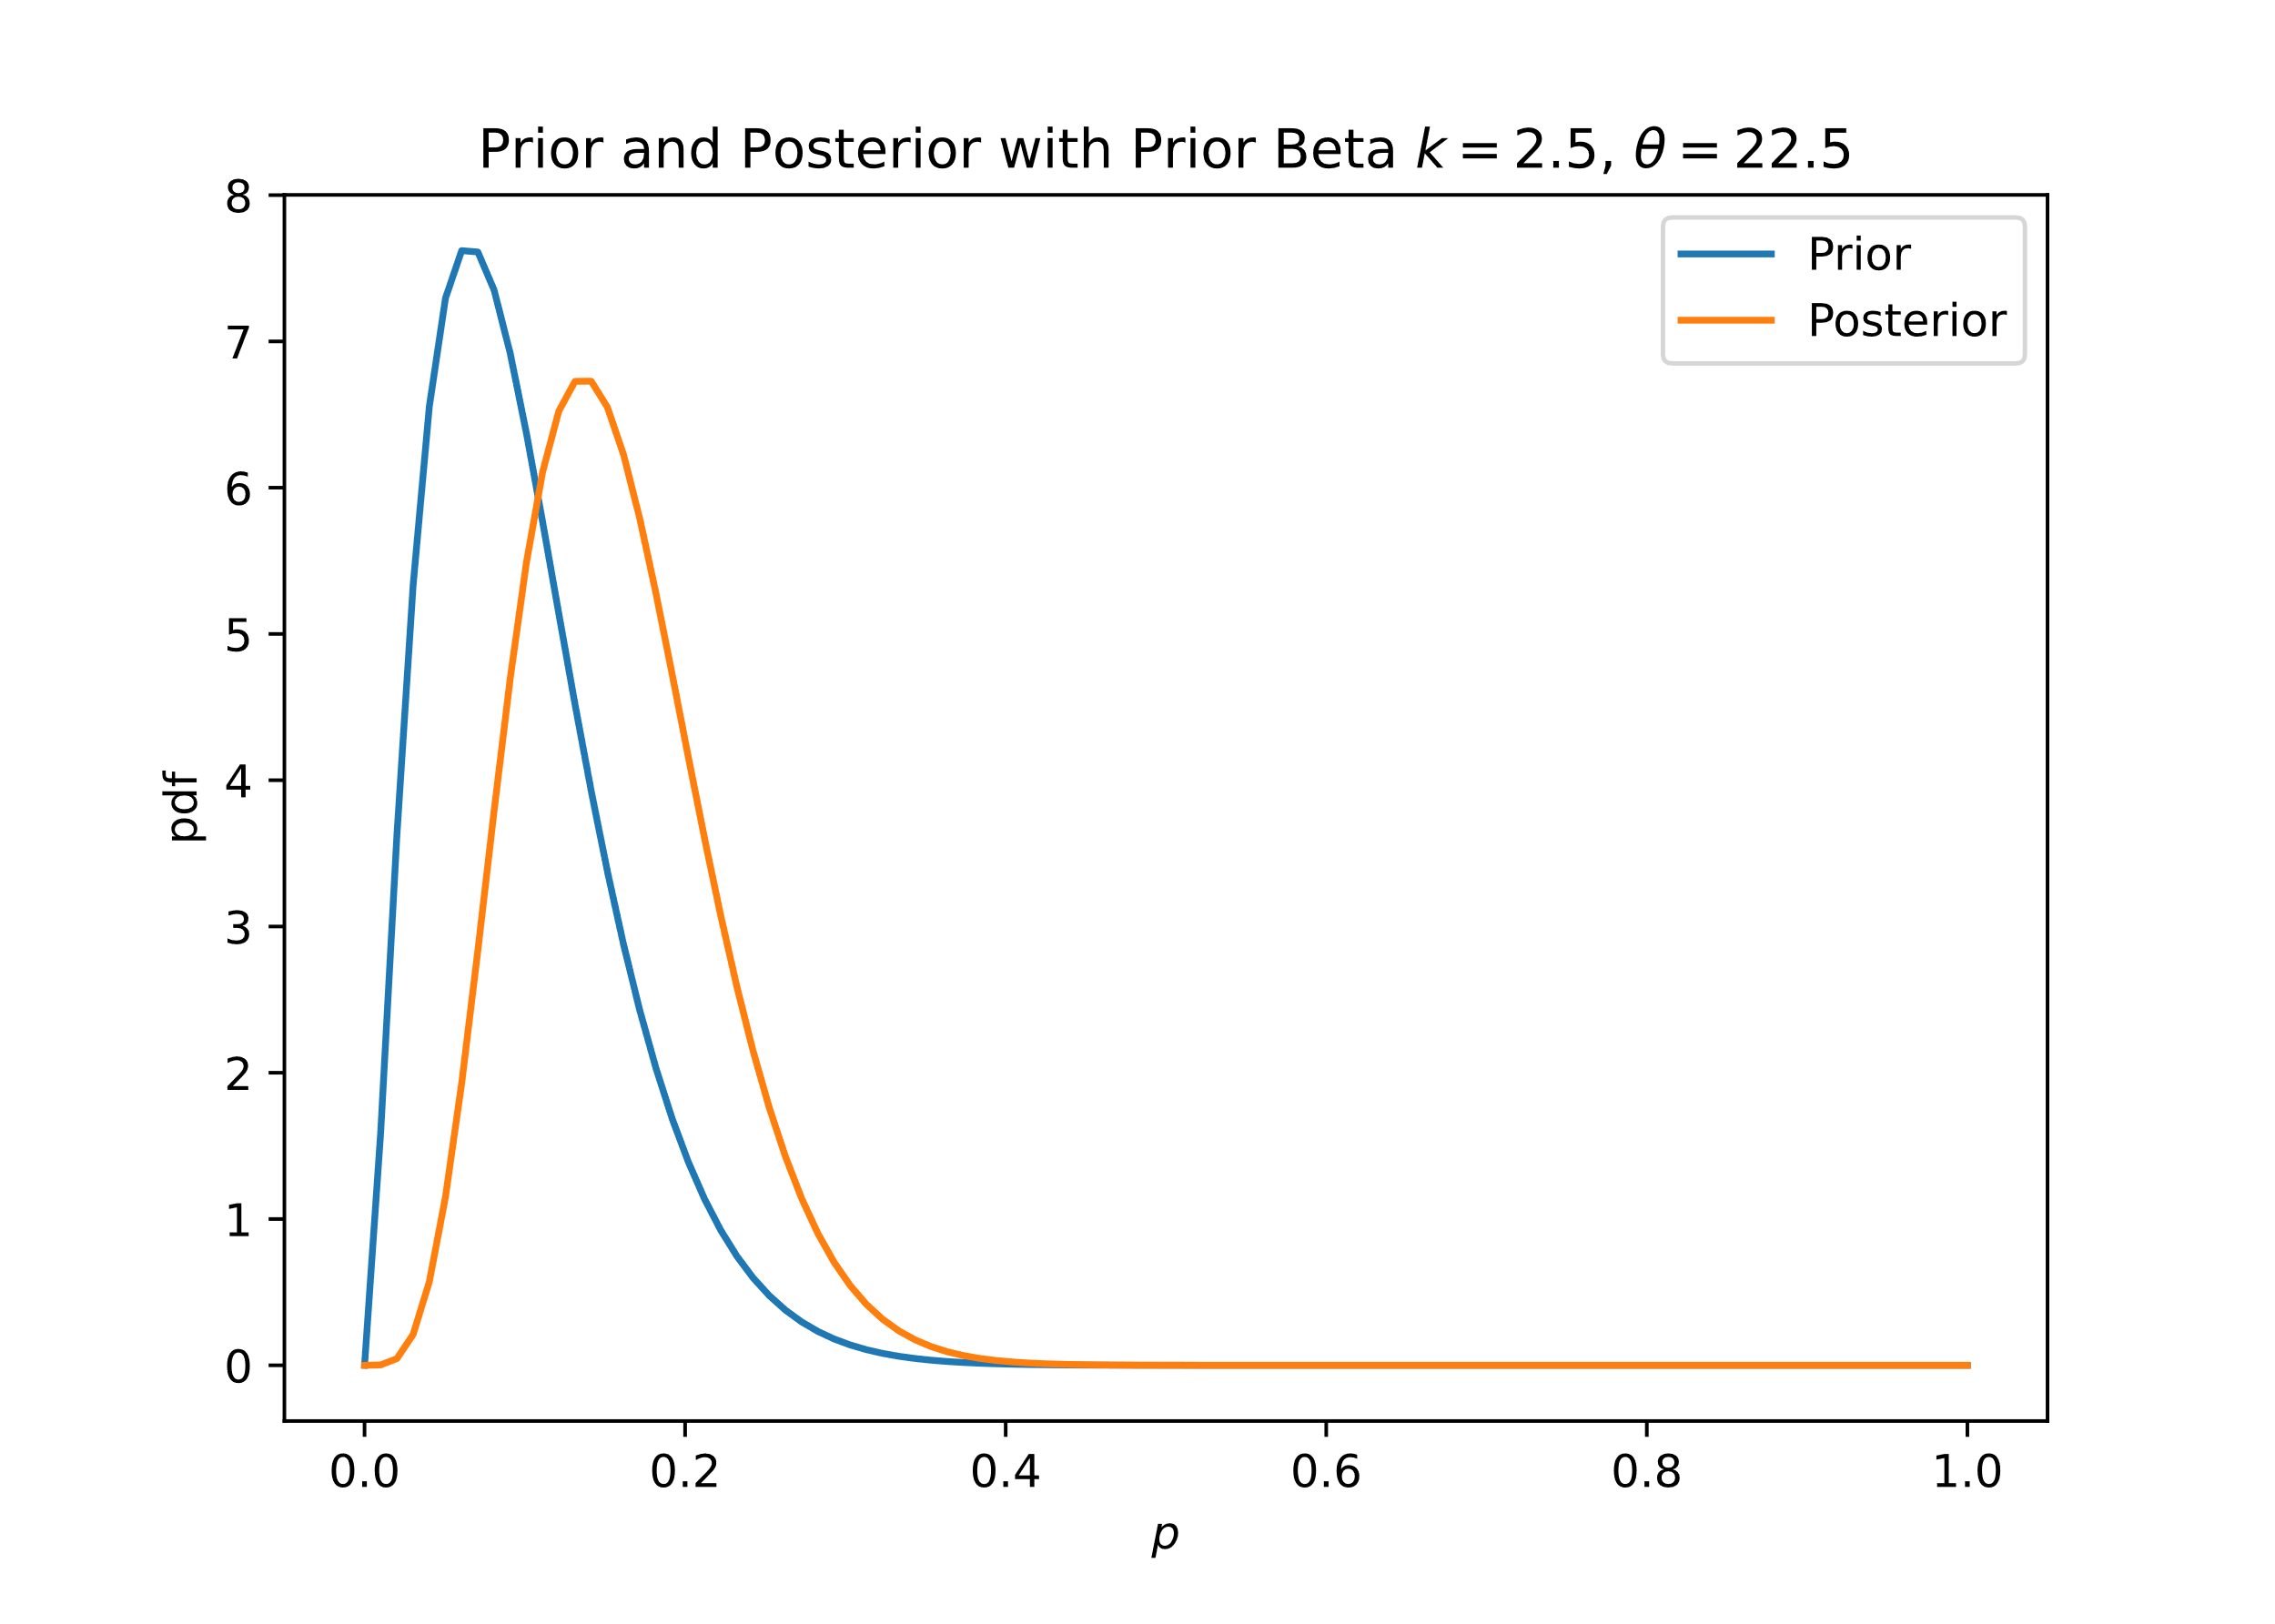 Prior and Posterior with Prior Beta k = 2.5, θ = 22.5
8
7
6
5
4
3
2
1
0
pdf
Prior
Posterior
0.0 0.2 0.4 0.6 0.8 1.0
p